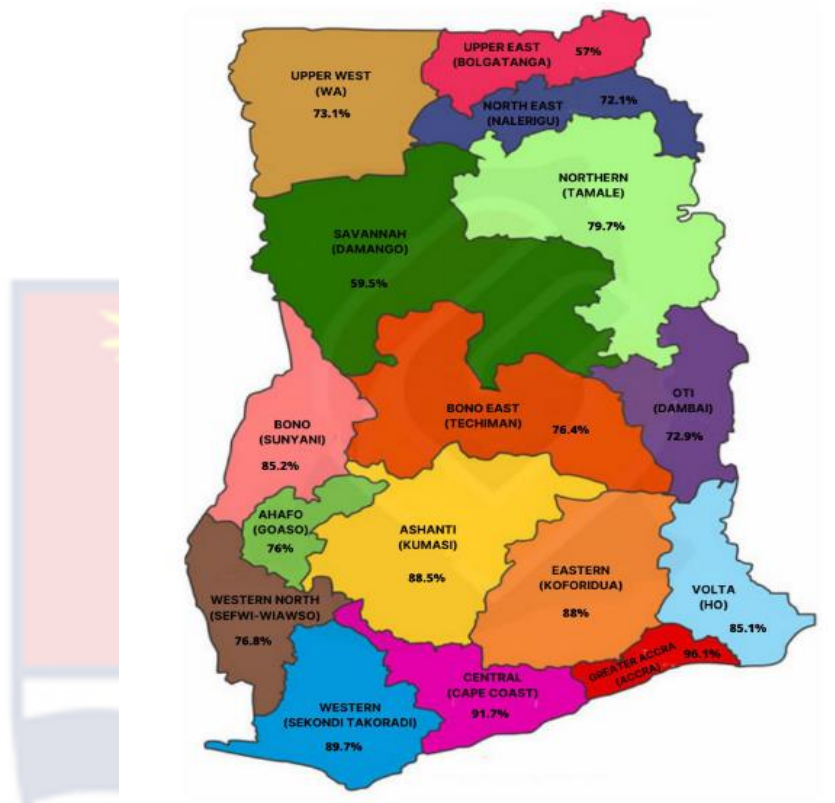 UPPER EAST 57%
(BOLGATANGA)
UPPER WEST
(WA)
73.1%
NORTH EAST 72.1%
(NALERIGU)
NORTHERN
(TAMALE)
79.7%
SAVANNAH
(DAMANGO)
59.5%
OTI
(DAMBAI)
72.9%
BONO EAST
(TECHIMAN) 76.4%
BONO
(SUNYANI)
85.2%
AHAFO
(GOASO)
76%
ASHANTI
(KUMASI)
88.5%
EASTERN
(KOFORIDUA)
88%
VOLTA
(HO)
85.1%
WESTERN NORTH
(SEFWI-WIAWSO)
76.8%
GREATER ACCRA 96.1%
(ACCRA)
CENTRAL
(CAPE COAST)
91.7%
WESTERN
(SEKONDI TAKORADI)
89.7%